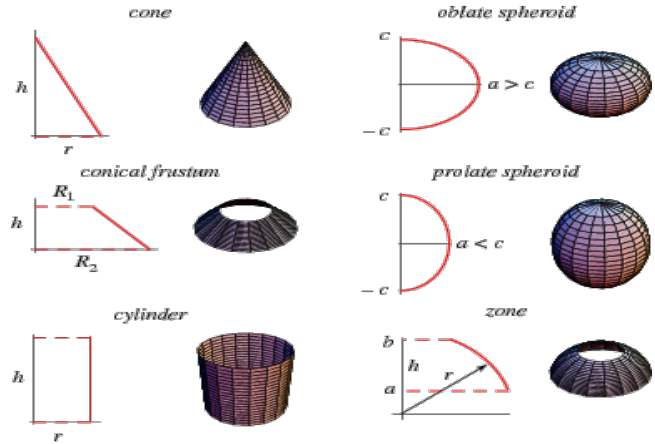 cone
h
r
oblate spheroid
c
a > c
−c
conical frustum
R1
h
R2
prolate spheroid
c
a < c
−c
cylinder
h
r
zone
b
h
r
a